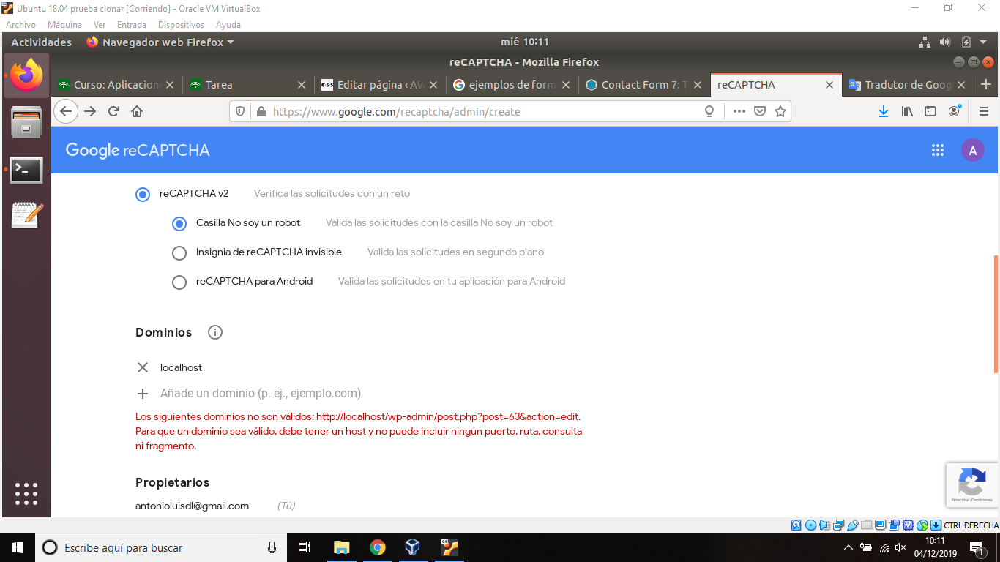 Ubuntu 18.04 prueba clonar [Corriendo] - Oracle VM VirtualBox
Archivo Máquina Ver Entrada Dispositivos Ayuda
Actividades Navegador web Firefox mié 10:11
reCAPTCHA - Mozilla Firefox
Curso: Aplicacion Tarea Editar página ‹ AW ejemplos de form Contact Form 7: T reCAPTCHA Tradutor de Goog
https://www.google.com/recaptcha/admin/create
Google reCAPTCHA
A
reCAPTCHA v2 Verifica las solicitudes con un reto
Casilla No soy un robot Valida las solicitudes con la casilla No soy un robot
Insignia de reCAPTCHA invisible Valida las solicitudes en segundo plano
reCAPTCHA para Android Valida las solicitudes en tu aplicación para Android
Dominios
localhost
Añade un dominio (p. ej., ejemplo.com)
Los siguientes dominios no son válidos: http://localhost/wp-admin/post.php?post=63&action=edit.
Para que un dominio sea válido, debe tener un host y no puede incluir ningún puerto, ruta, consulta
ni fragmento.
Propietarios
antonioluisdl@gmail.com (Tú)
Privacidad - Condiciones
CTRL DERECHA
Escribe aquí para buscar
10:11
04/12/2019
1